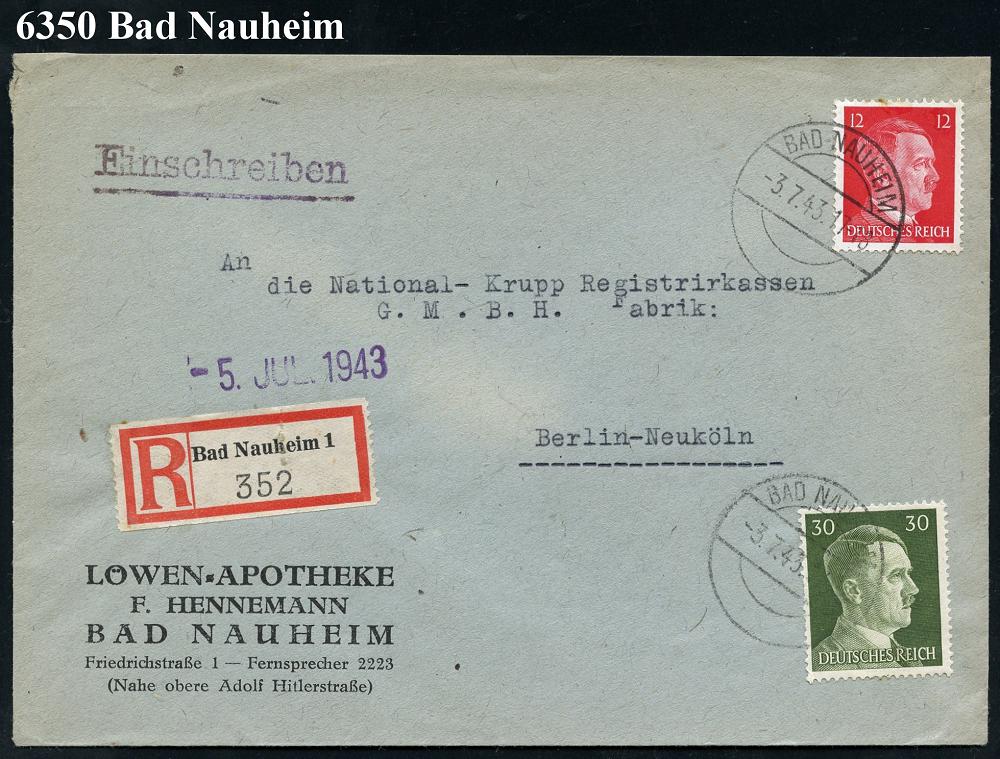 6350 Bad Nauheim
Einschreiben
12 12
DEUTSCHES REICH
BAD-NAUHEIM
-3.7.43.
An
die National- Krupp Registrirkassen
G. M . B. H. Fabrik:
- 5. JUL. 1943
R Bad Nauheim 1
352
Berlin-Neuköln
BAD NAU
-3.7.43.
30 30
DEUTSCHES REICH
LÖWEN-APOTHEKE
F. HENNEMANN
BAD NAUHEIM
Friedrichstraße 1 — Fernsprecher 2223
(Nahe obere Adolf Hitlerstraße)